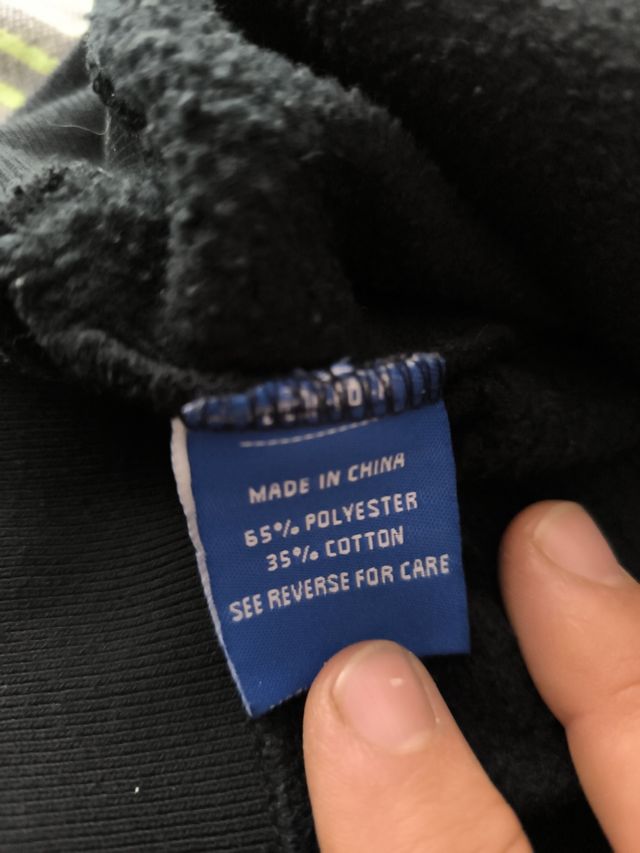 MADE IN CHINA
65% POLYESTER
35% COTTON
SEE REVERSE FOR CARE